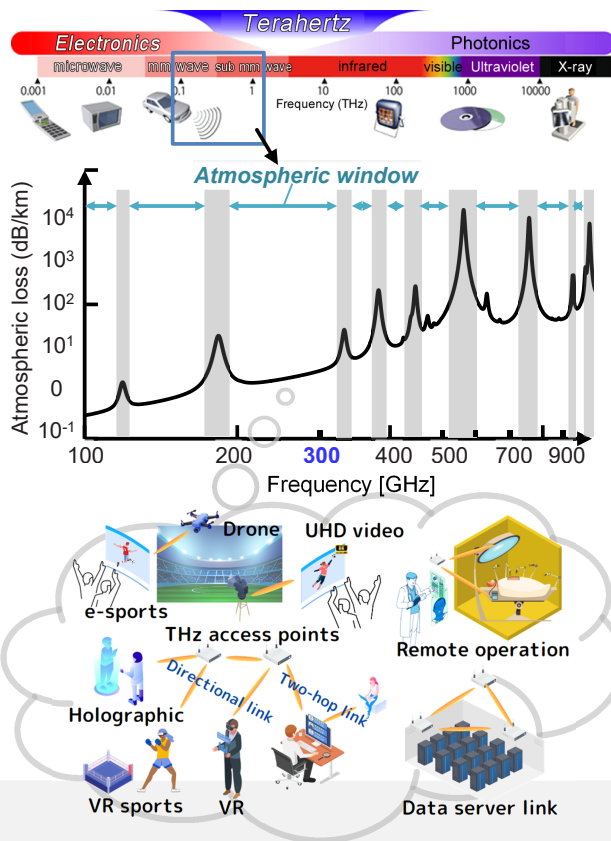 Terahertz
Electronics
Photonics
microwave mm wave sub mm wave infrared visible Ultraviolet X-ray
0.001 0.01 0.1 1 10 100 1000 10000
Frequency (THz)
Atmospheric window
Atmospheric loss (dB/km)
10⁴
10³
10²
10¹
0
10⁻¹
100 200 300 400 500 700 900
Frequency [GHz]
Drone
UHD video
e-sports
THz access points
Remote operation
Directional link
Two-hop link
Holographic
VR sports
VR
Data server link